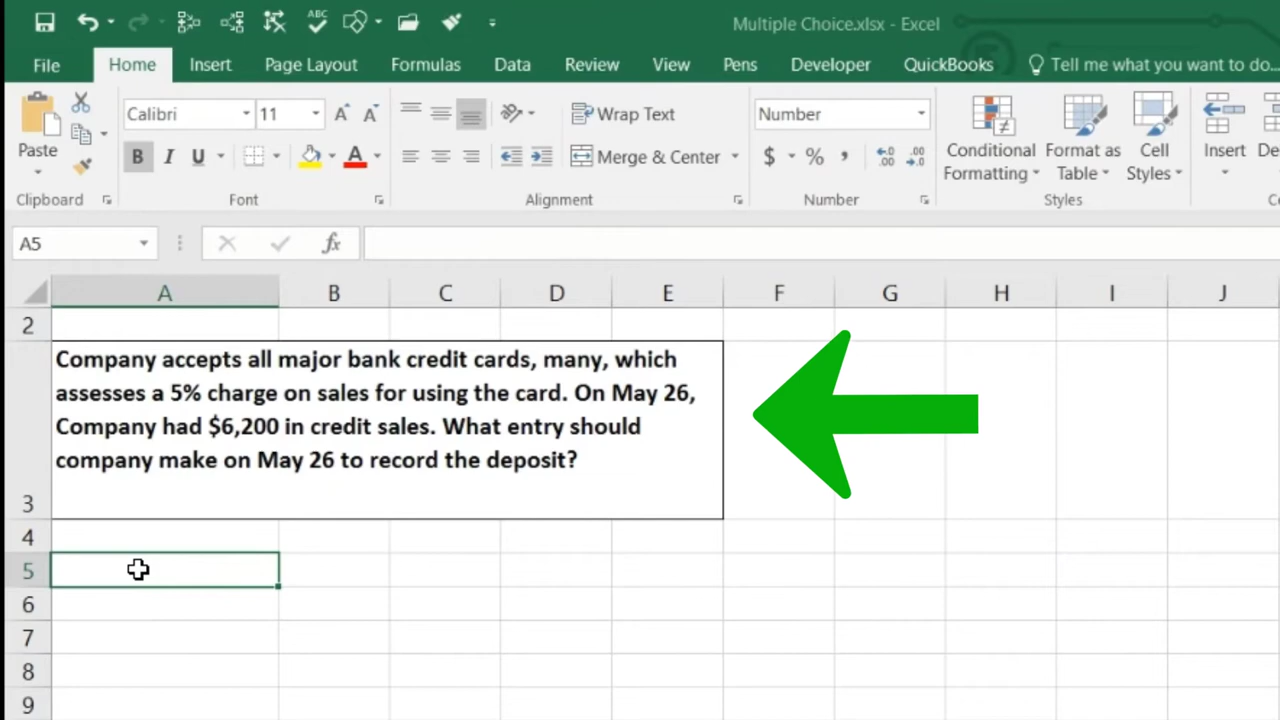 ABC
Multiple Choice.xlsx - Excel
File Home Insert Page Layout Formulas Data Review View Pens Developer QuickBooks Tell me what you want to do...
Calibri 11 A A Wrap Text Number
Paste B I U A Merge & Center $ % , .00 .00 Conditional Formatting Format as Table Cell Styles Insert
Clipboard Font Alignment Number Styles
A5 fx
A B C D E F G H I J
2
Company accepts all major bank credit cards, many, which
assesses a 5% charge on sales for using the card. On May 26,
Company had $6,200 in credit sales. What entry should
company make on May 26 to record the deposit?
3
4
5
6
7
8
9